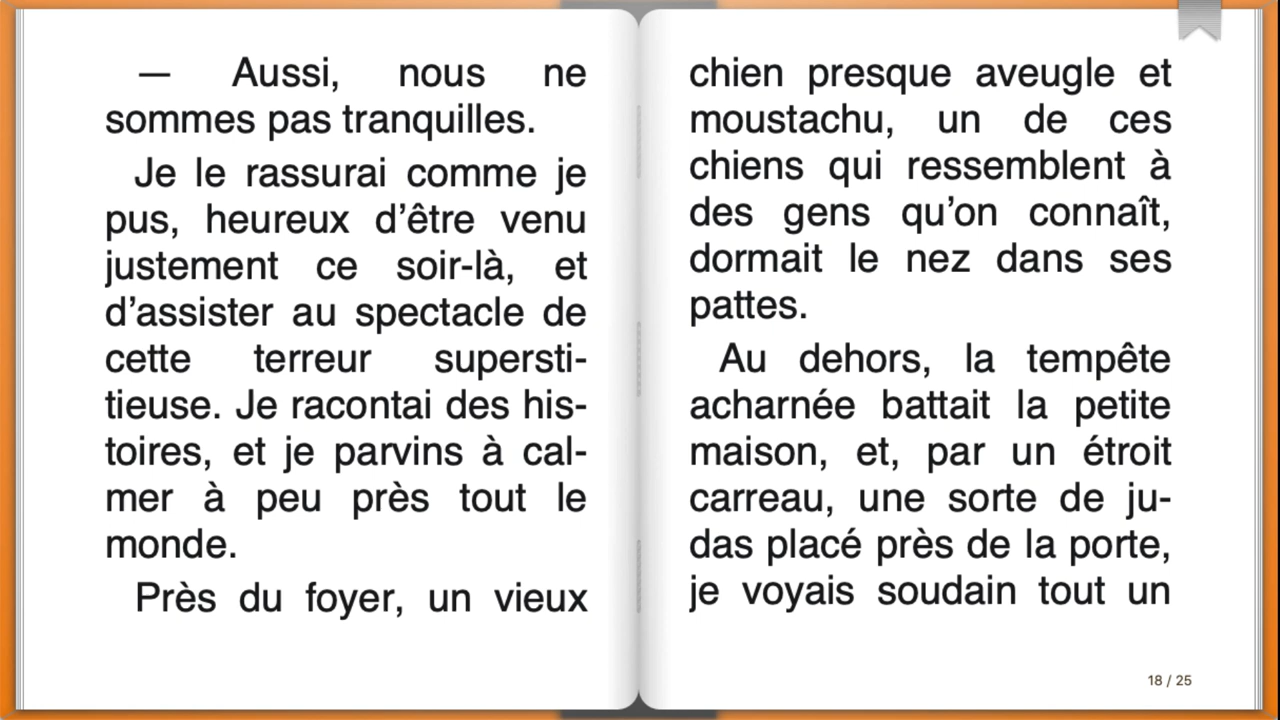 — Aussi, nous ne
sommes pas tranquilles.
Je le rassurai comme je
pus, heureux d’être venu
justement ce soir-là, et
d’assister au spectacle de
cette terreur supersti-
tieuse. Je racontai des his-
toires, et je parvins à cal-
mer à peu près tout le
monde.
Près du foyer, un vieux
chien presque aveugle et
moustachu, un de ces
chiens qui ressemblent à
des gens qu’on connaît,
dormait le nez dans ses
pattes.
Au dehors, la tempête
acharnée battait la petite
maison, et, par un étroit
carreau, une sorte de ju-
das placé près de la porte,
je voyais soudain tout un
18 / 25